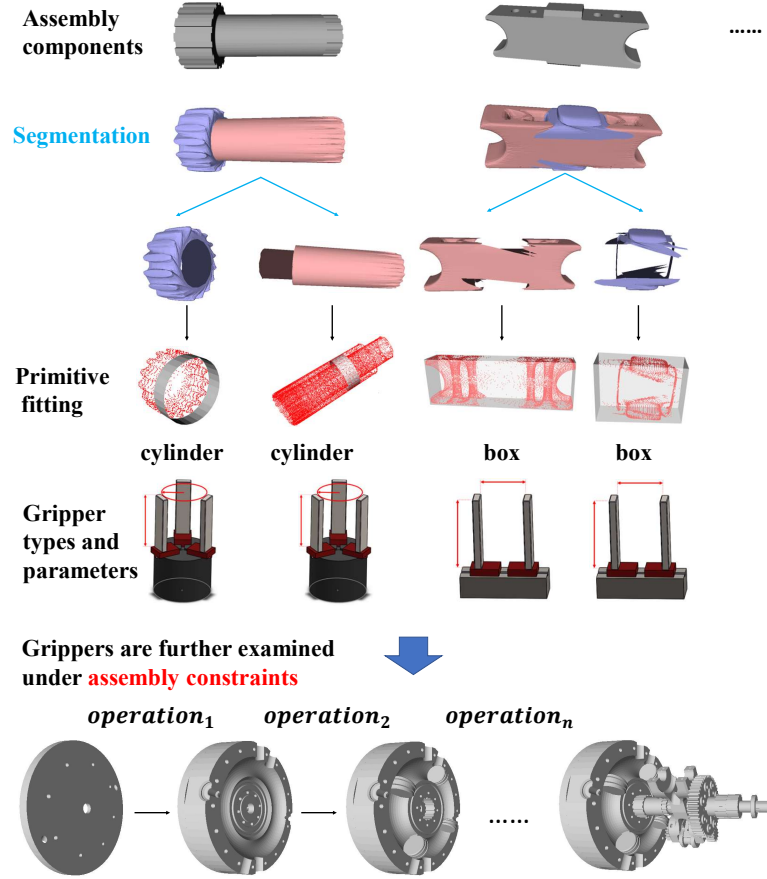 Assembly
components
......
Segmentation
Primitive
fitting
cylinder
cylinder
box
box
Gripper
types and
parameters
Grippers are further examined
under assembly constraints
operation₁
operation₂
operationₙ
......